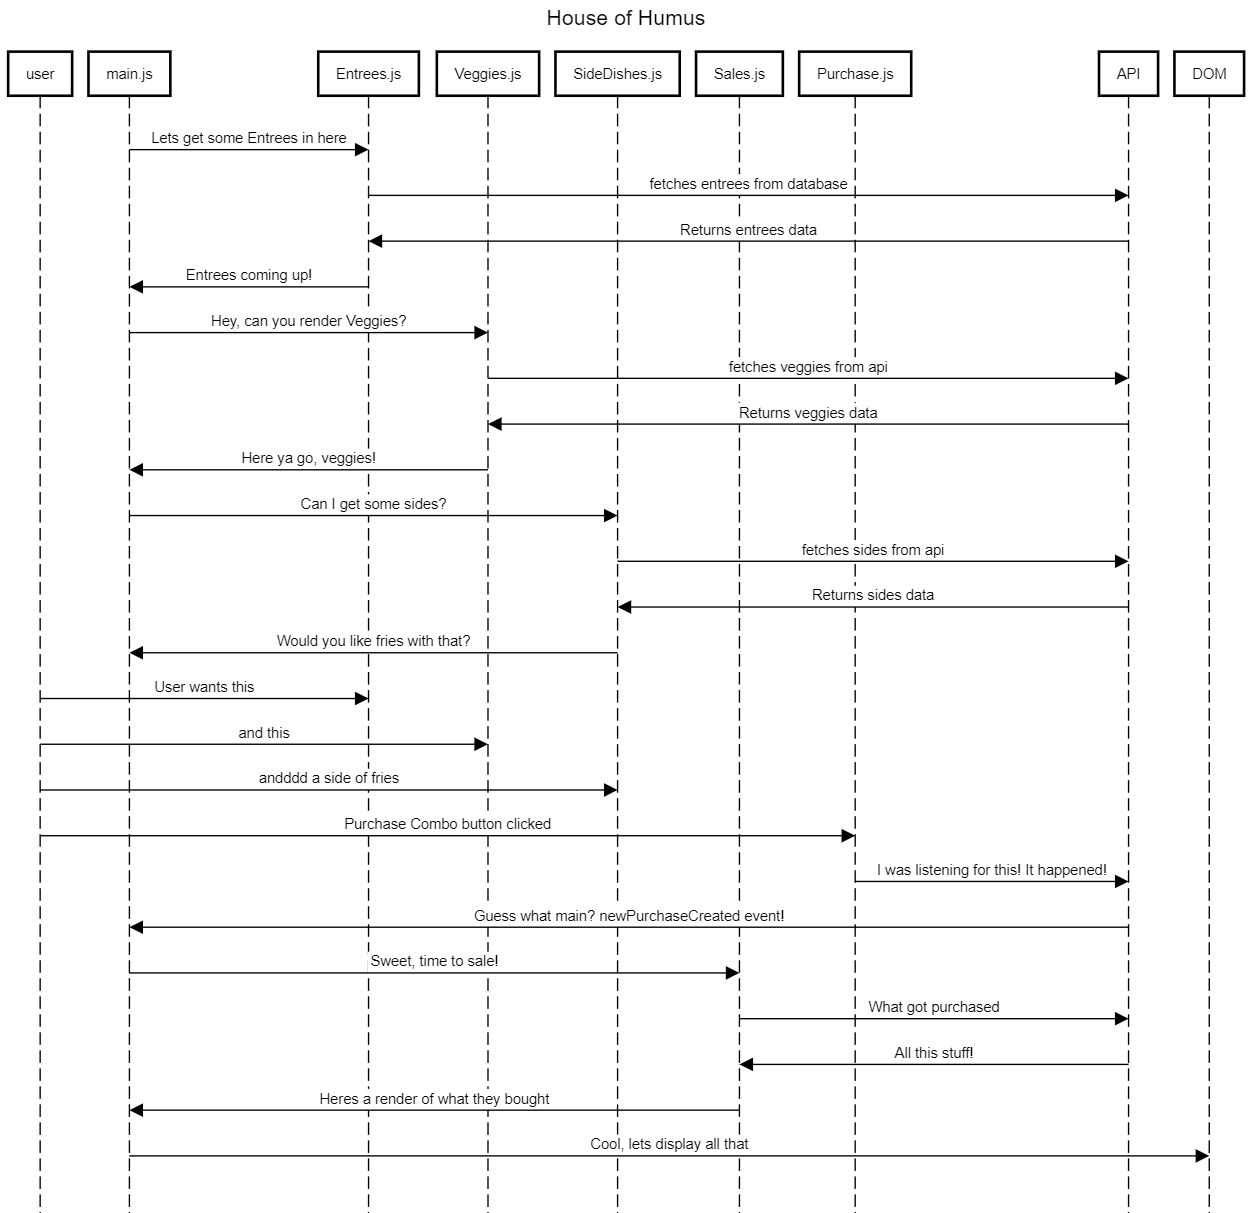 House of Humus
user
main.js
Entrees.js
Veggies.js
SideDishes.js
Sales.js
Purchase.js
API
DOM
Lets get some Entrees in here
fetches entrees from database
Returns entrees data
Entrees coming up!
Hey, can you render Veggies?
fetches veggies from api
Returns veggies data
Here ya go, veggies!
Can I get some sides?
fetches sides from api
Returns sides data
Would you like fries with that?
User wants this
and this
andddd a side of fries
Purchase Combo button clicked
I was listening for this! It happened!
Guess what main? newPurchaseCreated event!
Sweet, time to sale!
What got purchased
All this stuff!
Heres a render of what they bought
Cool, lets display all that